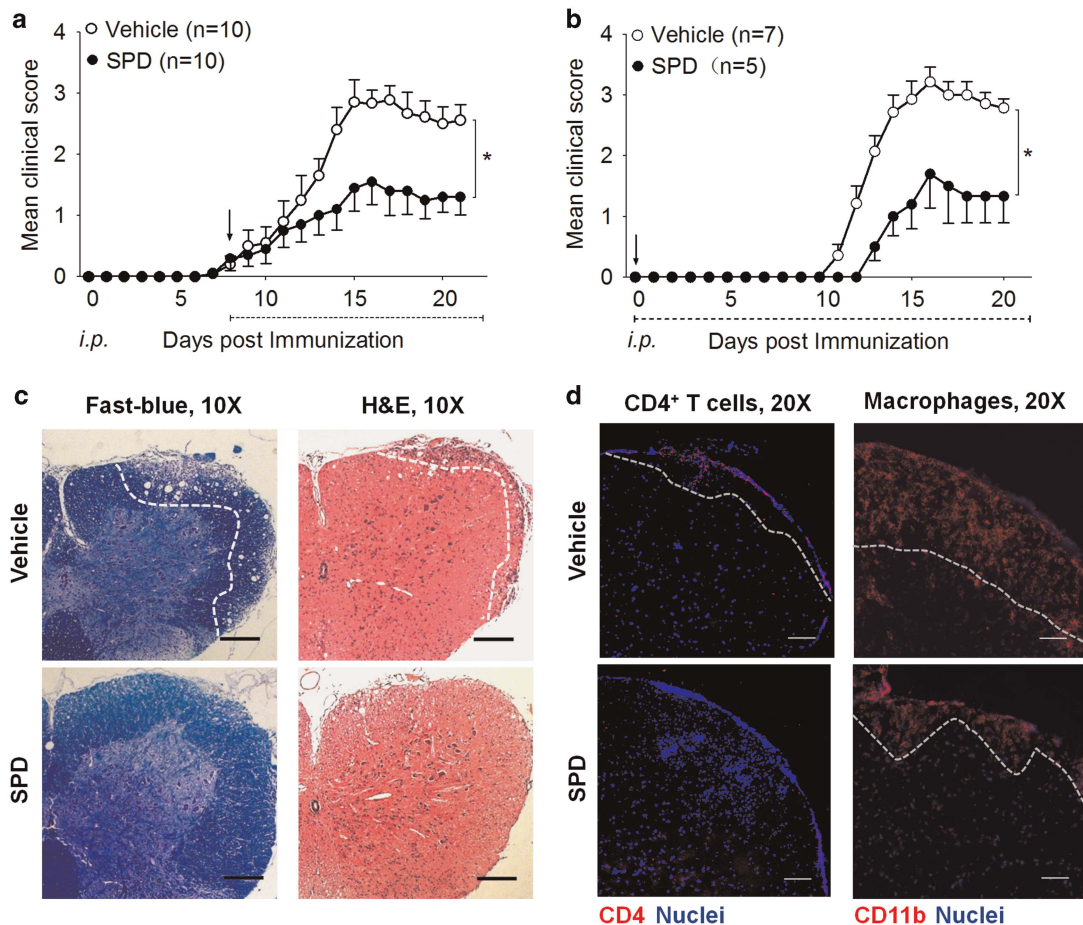 a
Vehicle (n=10)
SPD (n=10)
Mean clinical score
4
3
2
1
0
*
0 5 10 15 20
i.p. Days post Immunization
b
Vehicle (n=7)
SPD (n=5)
Mean clinical score
4
3
2
1
0
*
0 5 10 15 20
i.p. Days post Immunization
c
Fast-blue, 10X H&E, 10X
Vehicle
SPD
d
CD4⁺ T cells, 20X Macrophages, 20X
Vehicle
SPD
CD4 Nuclei CD11b Nuclei